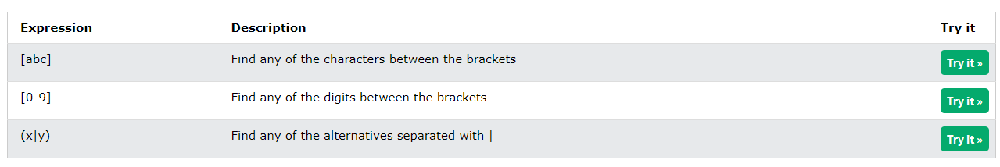 Expression Description Try it
[abc] Find any of the characters between the brackets Try it »
[0-9] Find any of the digits between the brackets Try it »
(x|y) Find any of the alternatives separated with | Try it »